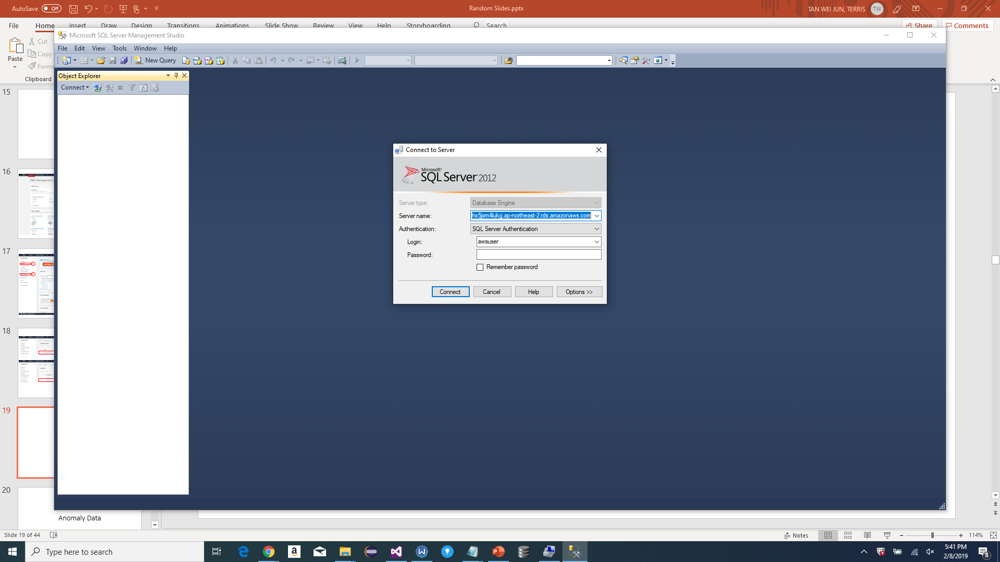 AutoSave Off
Random Slides.pptx
TAN WEI JUN, TERRIS TW
File Home Insert Draw Design Transitions Animations Slide Show Review View Help Storyboarding Search
Share Comments
Paste
Cut
Copy
Forma
Clipboard
Microsoft SQL Server Management Studio
File Edit View Tools Window Help
New Query
Object Explorer
Connect
15
16
AWS Management
17
18
19
20
Anomaly Data
Connect to Server
Microsoft
SQL Server 2012
Server type: Database Engine
Server name: hx5jxm4lukg.ap-northeast-2.rds.amazonaws.com
Authentication: SQL Server Authentication
Login: awsuser
Password:
Remember password
Connect Cancel Help Options >>
Slide 19 of 44
Notes
114%
Type here to search
5:41 PM
2/8/2019
8